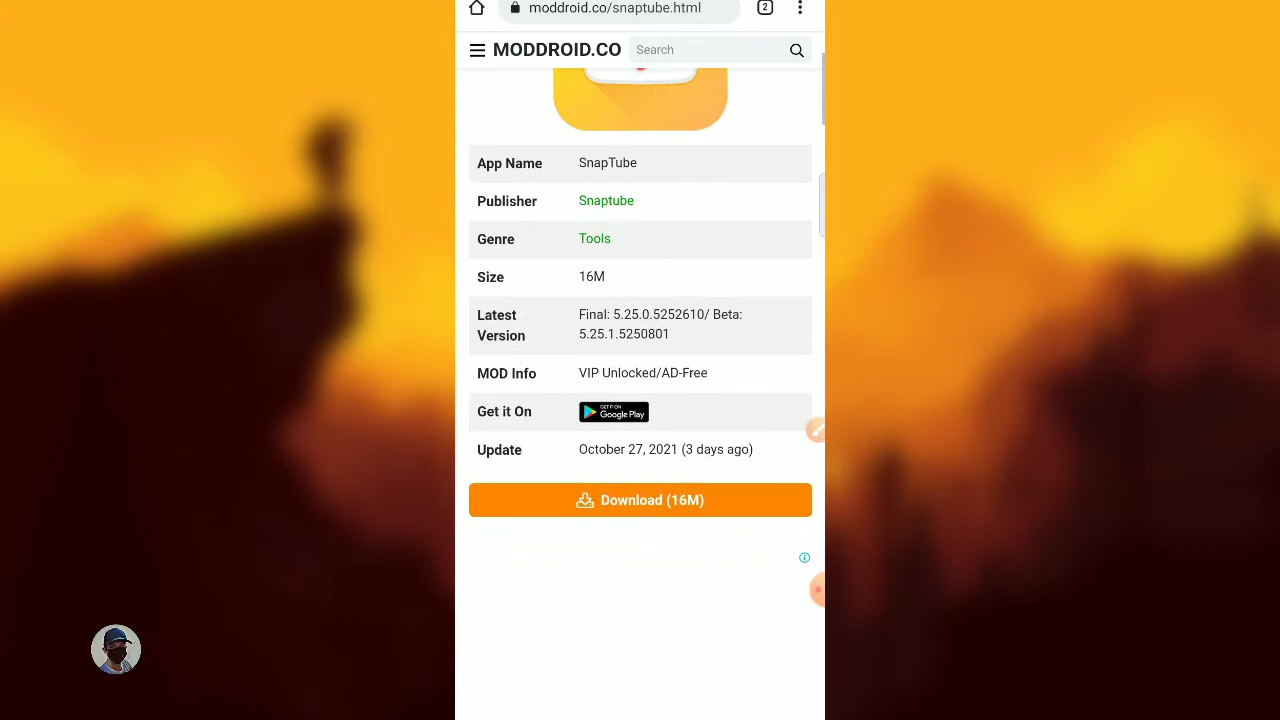 moddroid.co/snaptube.html
2
MODDROID.CO
Search
App Name SnapTube
Publisher Snaptube
Genre Tools
Size 16M
Latest Version Final: 5.25.0.5252610/ Beta: 5.25.1.5250801
MOD Info VIP Unlocked/AD-Free
Get it On GET IT ON Google Play
Update October 27, 2021 (3 days ago)
Download (16M)